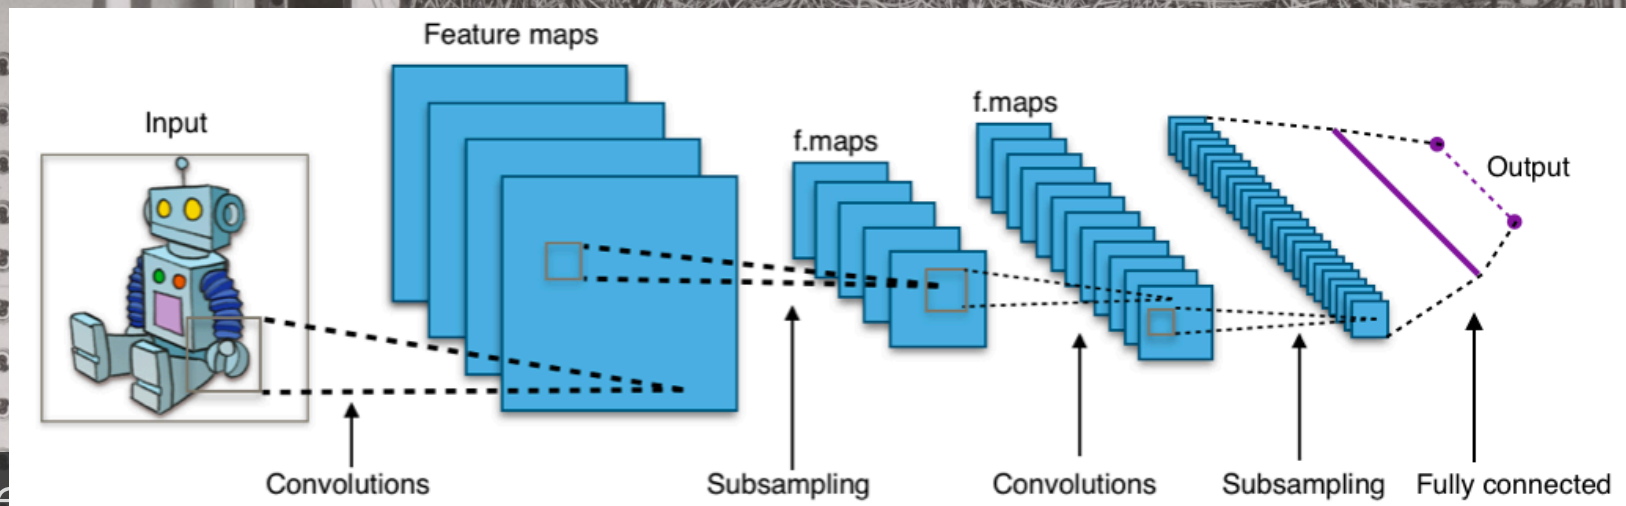 Feature maps
Input
f.maps
f.maps
Output
Convolutions
Subsampling
Convolutions
Subsampling
Fully connected